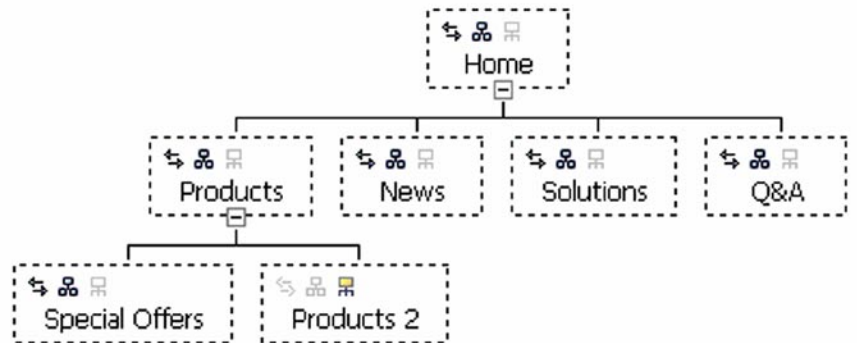 Home
Products
News
Solutions
Q&A
Special Offers
Products 2